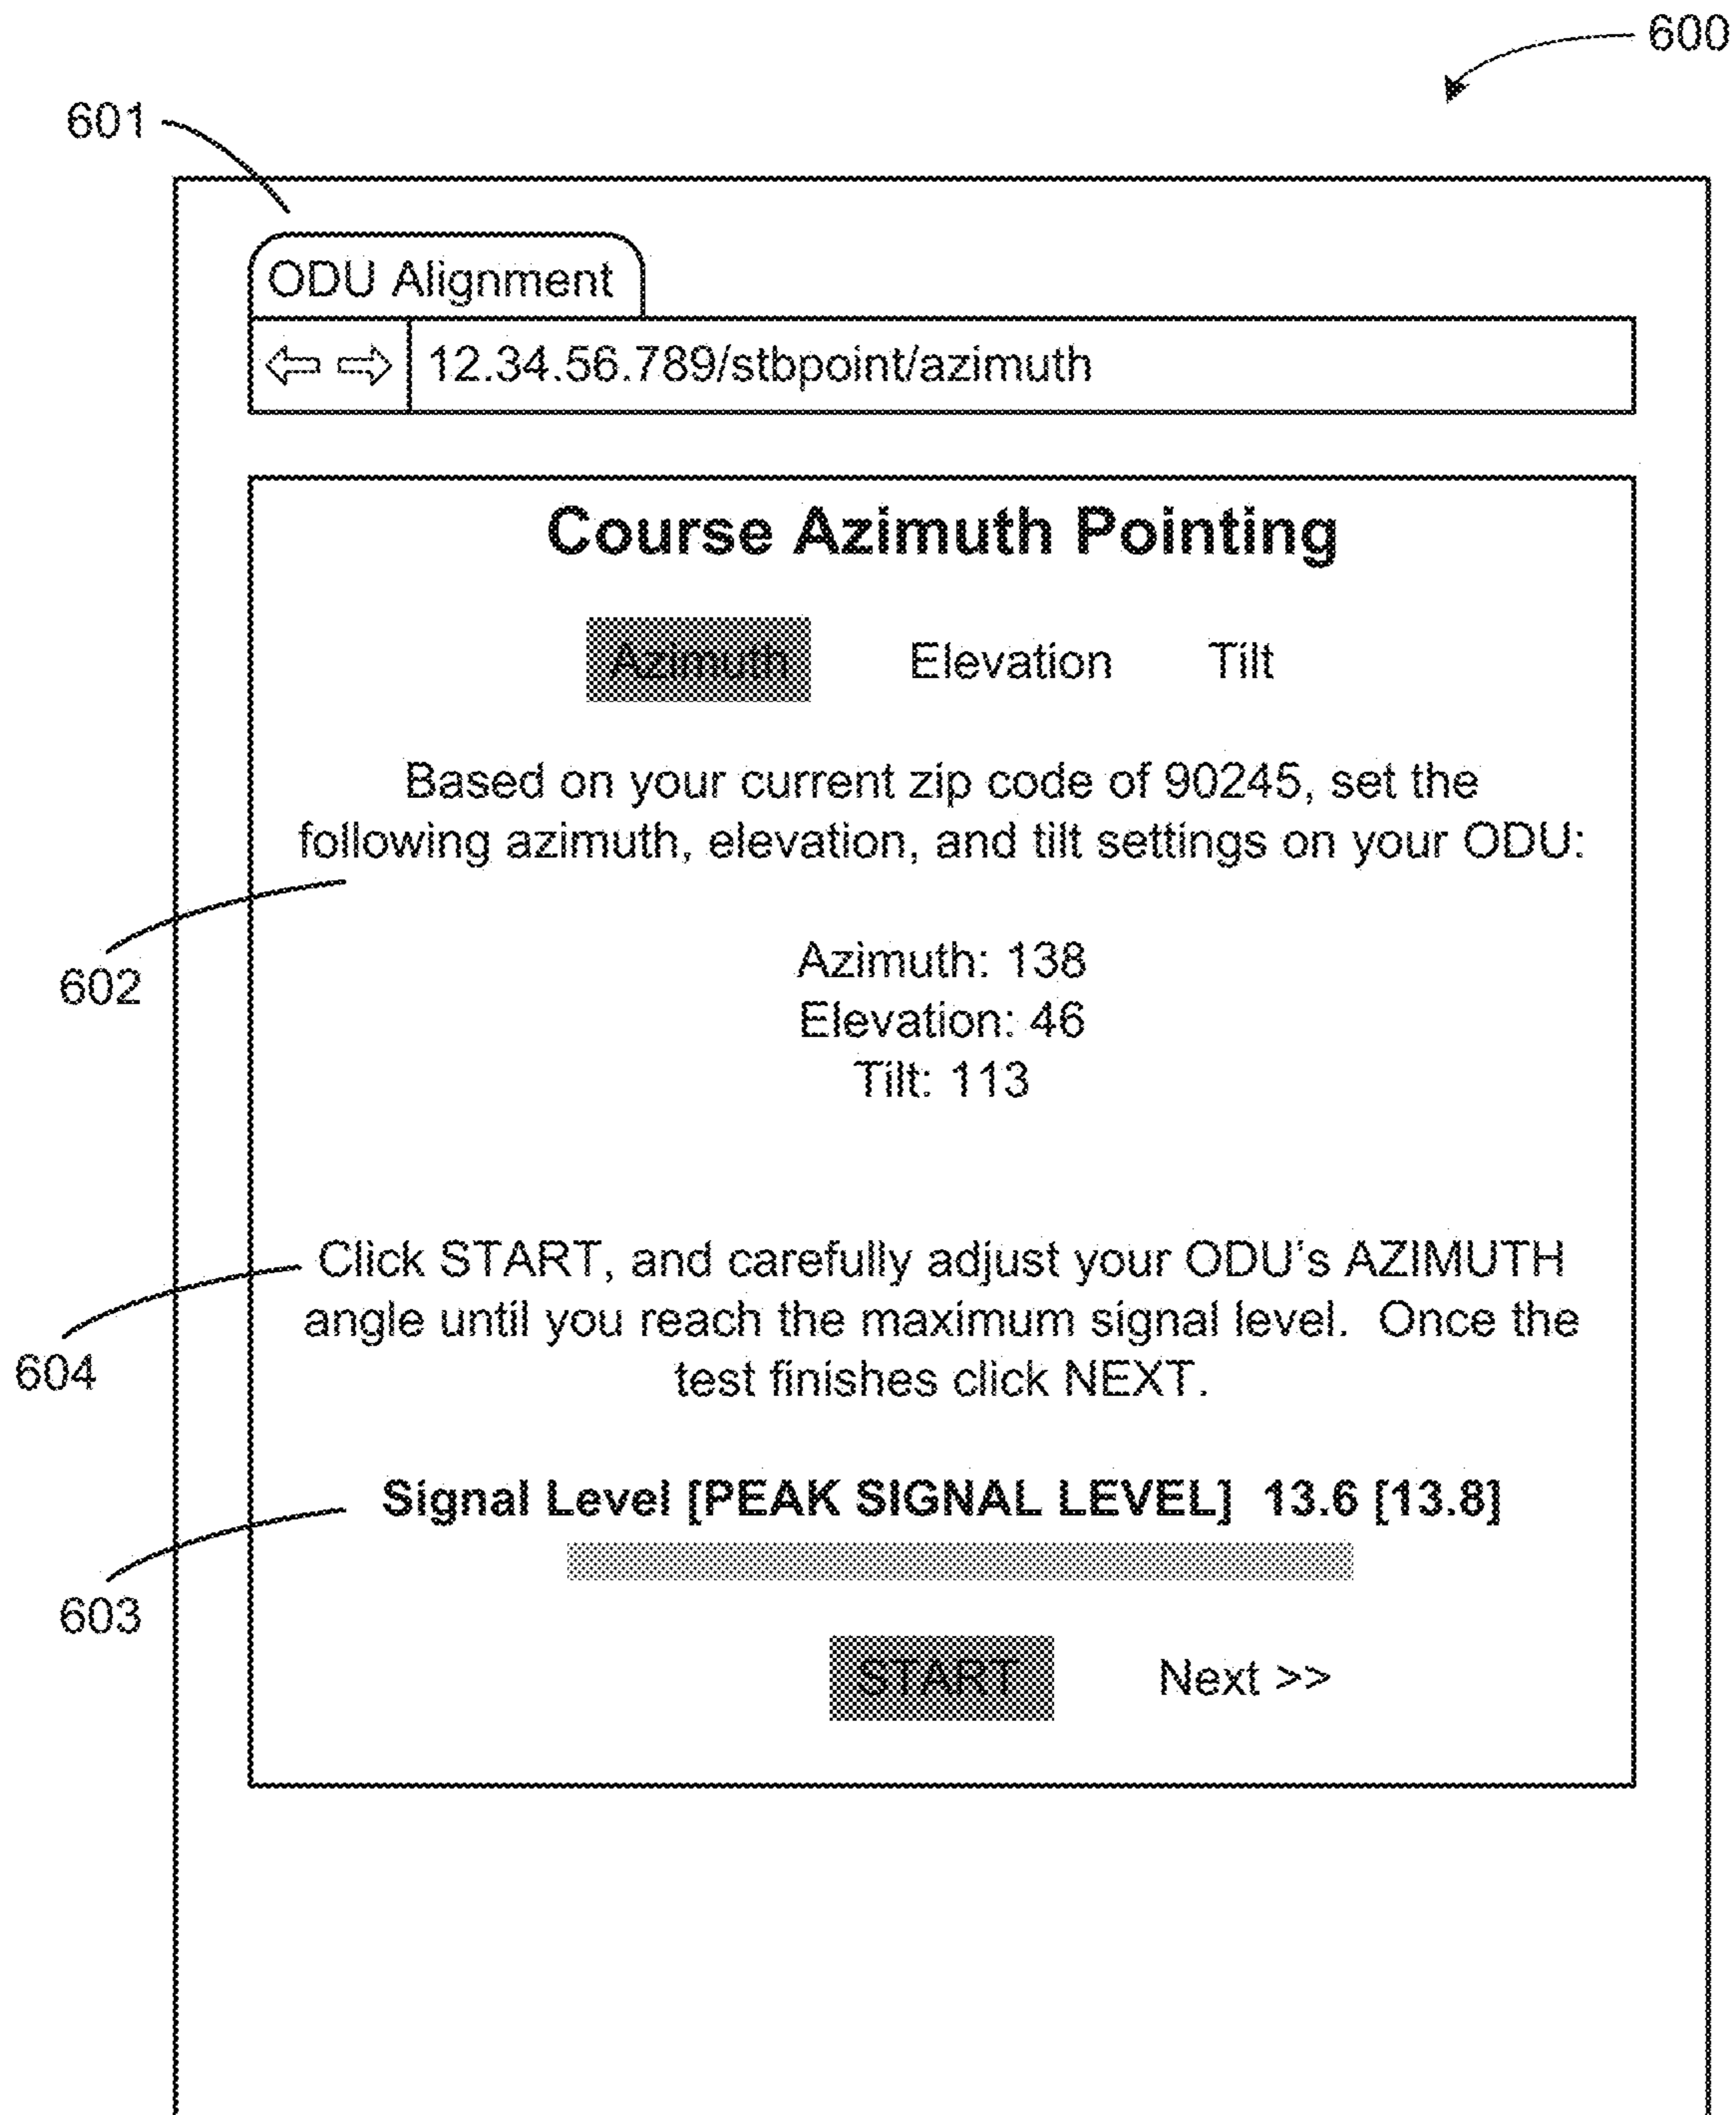 600
601
ODU Alignment
12.34.56.789/stbpoint/azimuth
Course Azimuth Pointing
Azimuth Elevation Tilt
Based on your current zip code of 90245, set the
following azimuth, elevation, and tilt settings on your ODU:
602
Azimuth: 138
Elevation: 46
Tilt: 113
Click START, and carefully adjust your ODU's AZIMUTH
angle until you reach the maximum signal level. Once the
test finishes click NEXT.
604
Signal Level [PEAK SIGNAL LEVEL] 13.6 [13.8]
603
START Next >>